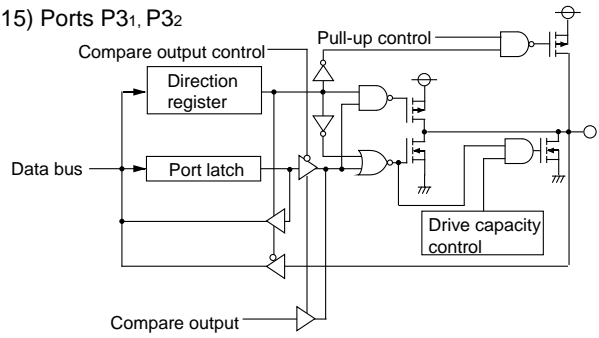 15) Ports P31, P32
Pull-up control
Compare output control
Direction
register
Data bus
Port latch
Drive capacity
control
Compare output